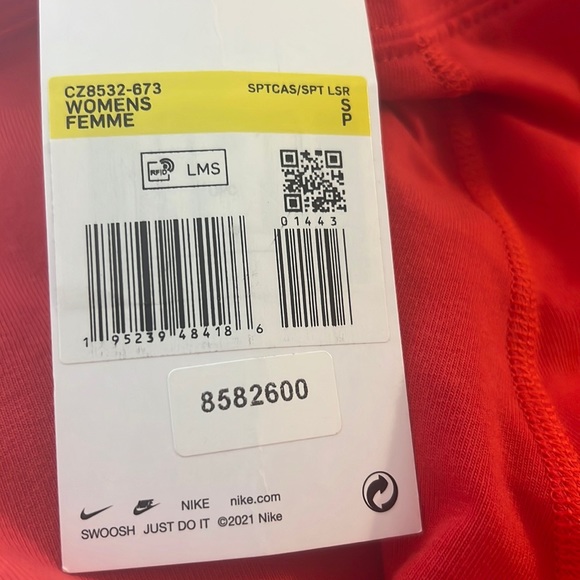 CZ8532-673 SPTCAS/SPT LSR
WOMENS S
FEMME P
RFID LMS
01443
1 95239 48418 6
8582600
NIKE nike.com
SWOOSH JUST DO IT ©2021 Nike